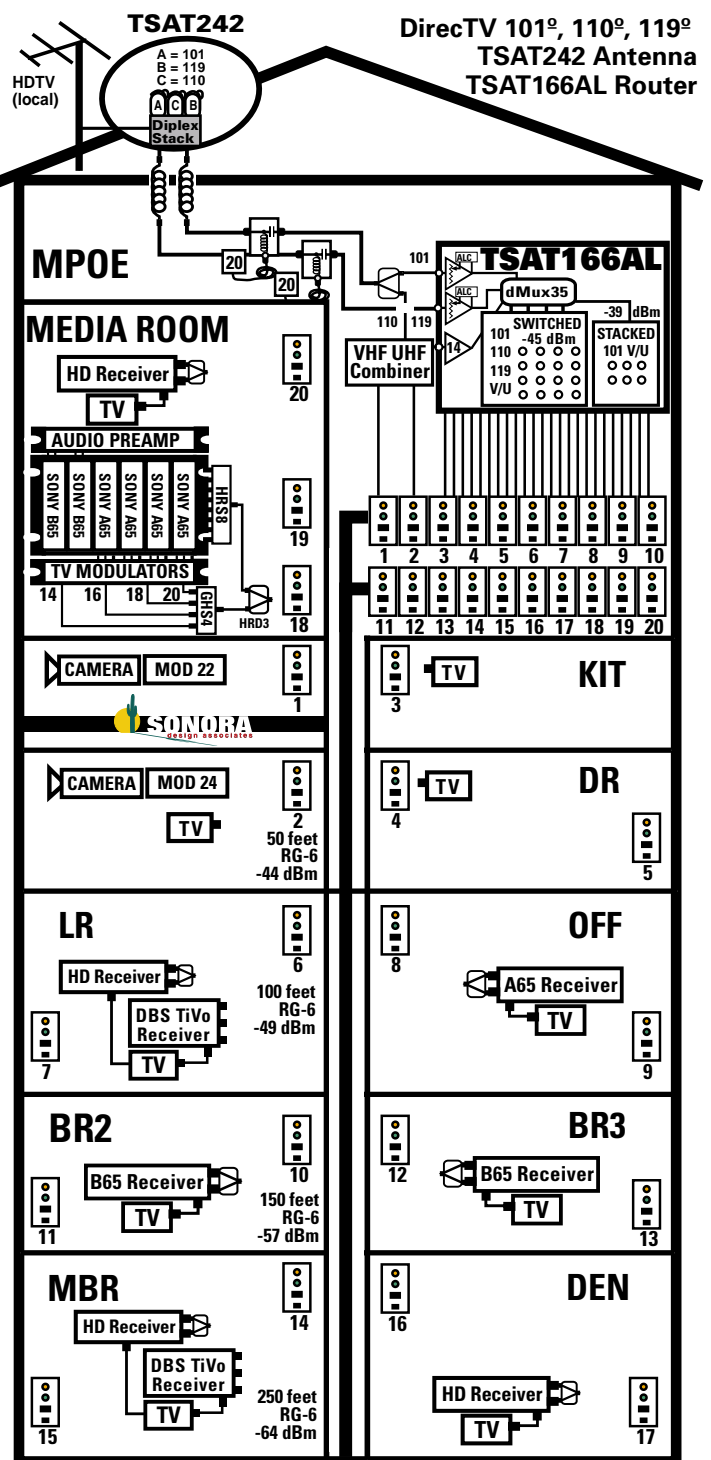 TSAT242
DirecTV 101º, 110º, 119º
TSAT242 Antenna
TSAT166AL Router
A = 101
B = 119
C = 110
HDTV
(local)
A C B
Diplex
Stack
MPOE
20
20
101
110 119
TSAT166AL
ALC
ALC
dMux35
14
-39 dBm
SWITCHED
-45 dBm
101
110
119
V/U
STACKED
101 V/U
VHF UHF
Combiner
MEDIA ROOM
HD Receiver
TV
20
AUDIO PREAMP
SONY B65
SONY B65
SONY A65
SONY A65
SONY A65
SONY A65
HRS8
19
TV MODULATORS
14 16 18 20
GHS4
HRD3
18
1 2 3 4 5 6 7 8 9 10
11 12 13 14 15 16 17 18 19 20
CAMERA MOD 22
1
TV
3
KIT
SONORA
design associates
CAMERA MOD 24
TV
2
50 feet
RG-6
-44 dBm
TV
4
DR
5
LR
6
HD Receiver
100 feet
RG-6
-49 dBm
DBS TiVo
Receiver
TV
7
OFF
8
A65 Receiver
TV
9
BR2
10
B65 Receiver
TV
11
150 feet
RG-6
-57 dBm
BR3
12
B65 Receiver
TV
13
MBR
14
HD Receiver
DBS TiVo
Receiver
TV
15
250 feet
RG-6
-64 dBm
DEN
16
HD Receiver
TV
17